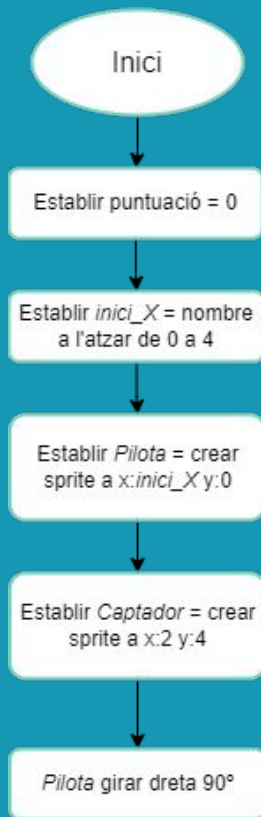 Inici
Establir puntuació = 0
Establir inici_X = nombre
a l'atzar de 0 a 4
Establir Pilota = crear
sprite a x:inici_X y:0
Establir Captador = crear
sprite a x:2 y:4
Pilota girar dreta 90º